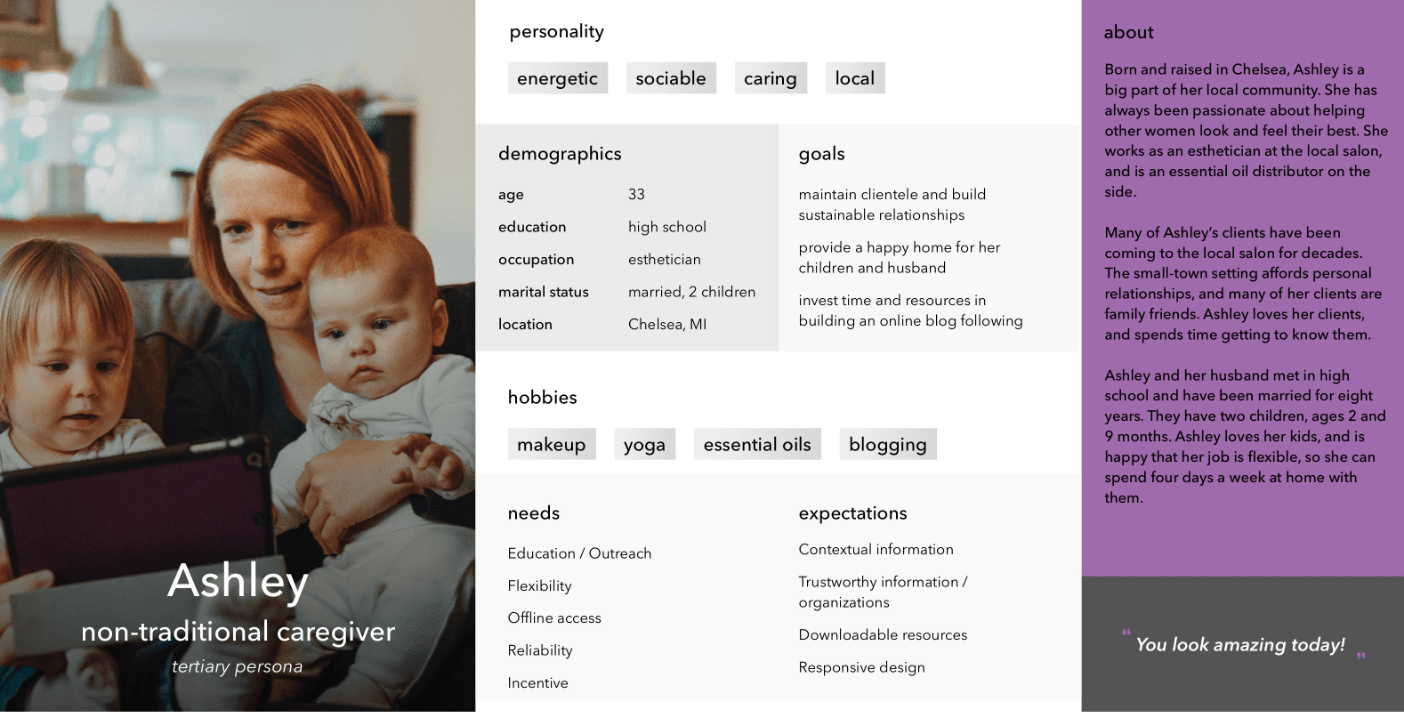 Ashley
non-traditional caregiver
tertiary persona
personality
energetic
sociable
caring
local
demographics
age 33
education high school
occupation esthetician
marital status married, 2 children
location Chelsea, MI
goals
maintain clientele and build
sustainable relationships
provide a happy home for her
children and husband
invest time and resources in
building an online blog following
hobbies
makeup
yoga
essential oils
blogging
needs
Education / Outreach
Flexibility
Offline access
Reliability
Incentive
expectations
Contextual information
Trustworthy information /
organizations
Downloadable resources
Responsive design
about
Born and raised in Chelsea, Ashley is a
big part of her local community. She has
always been passionate about helping
other women look and feel their best. She
works as an esthetician at the local salon,
and is an essential oil distributor on the
side.
Many of Ashley’s clients have been
coming to the local salon for decades.
The small-town setting affords personal
relationships, and many of her clients are
family friends. Ashley loves her clients,
and spends time getting to know them.
Ashley and her husband met in high
school and have been married for eight
years. They have two children, ages 2 and
9 months. Ashley loves her kids, and is
happy that her job is flexible, so she can
spend four days a week at home with
them.
“You look amazing today!”